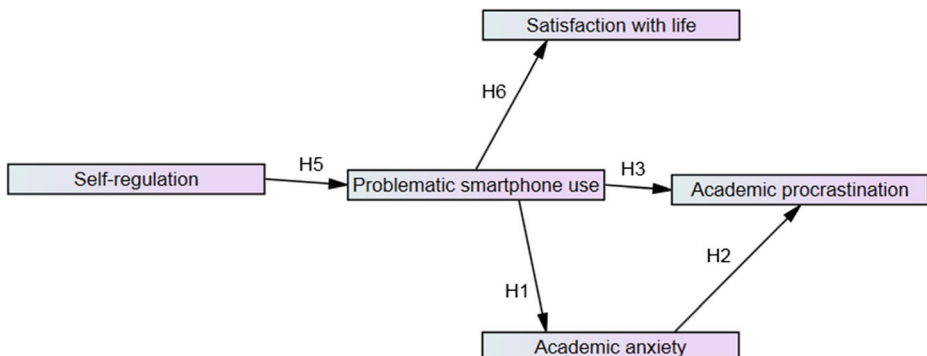 Satisfaction with life
H6
H5
H3
Self-regulation
Problematic smartphone use
Academic procrastination
H2
H1
Academic anxiety